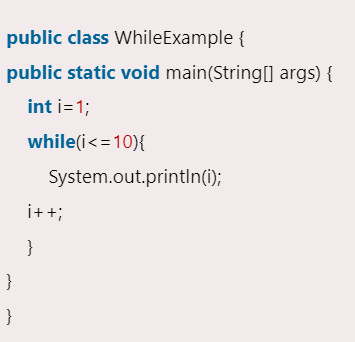 public class WhileExample {
public static void main(String[] args) {
int i=1;
while(i<=10){
System.out.println(i);
i++;
}
}
}